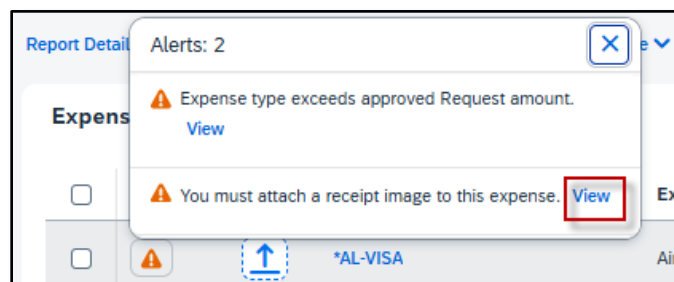 Report Detail
Alerts: 2
Expense type exceeds approved Request amount.
View
Expens
You must attach a receipt image to this expense. View
*AL-VISA